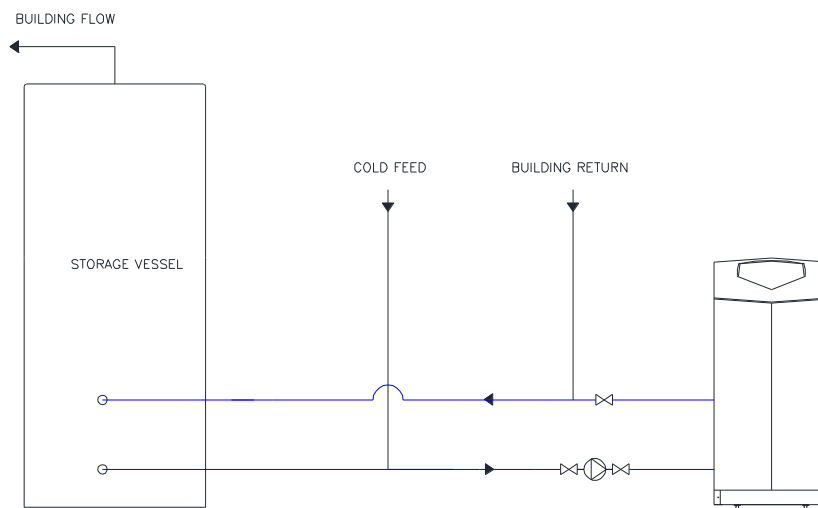 BUILDING FLOW
COLD FEED
BUILDING RETURN
STORAGE VESSEL